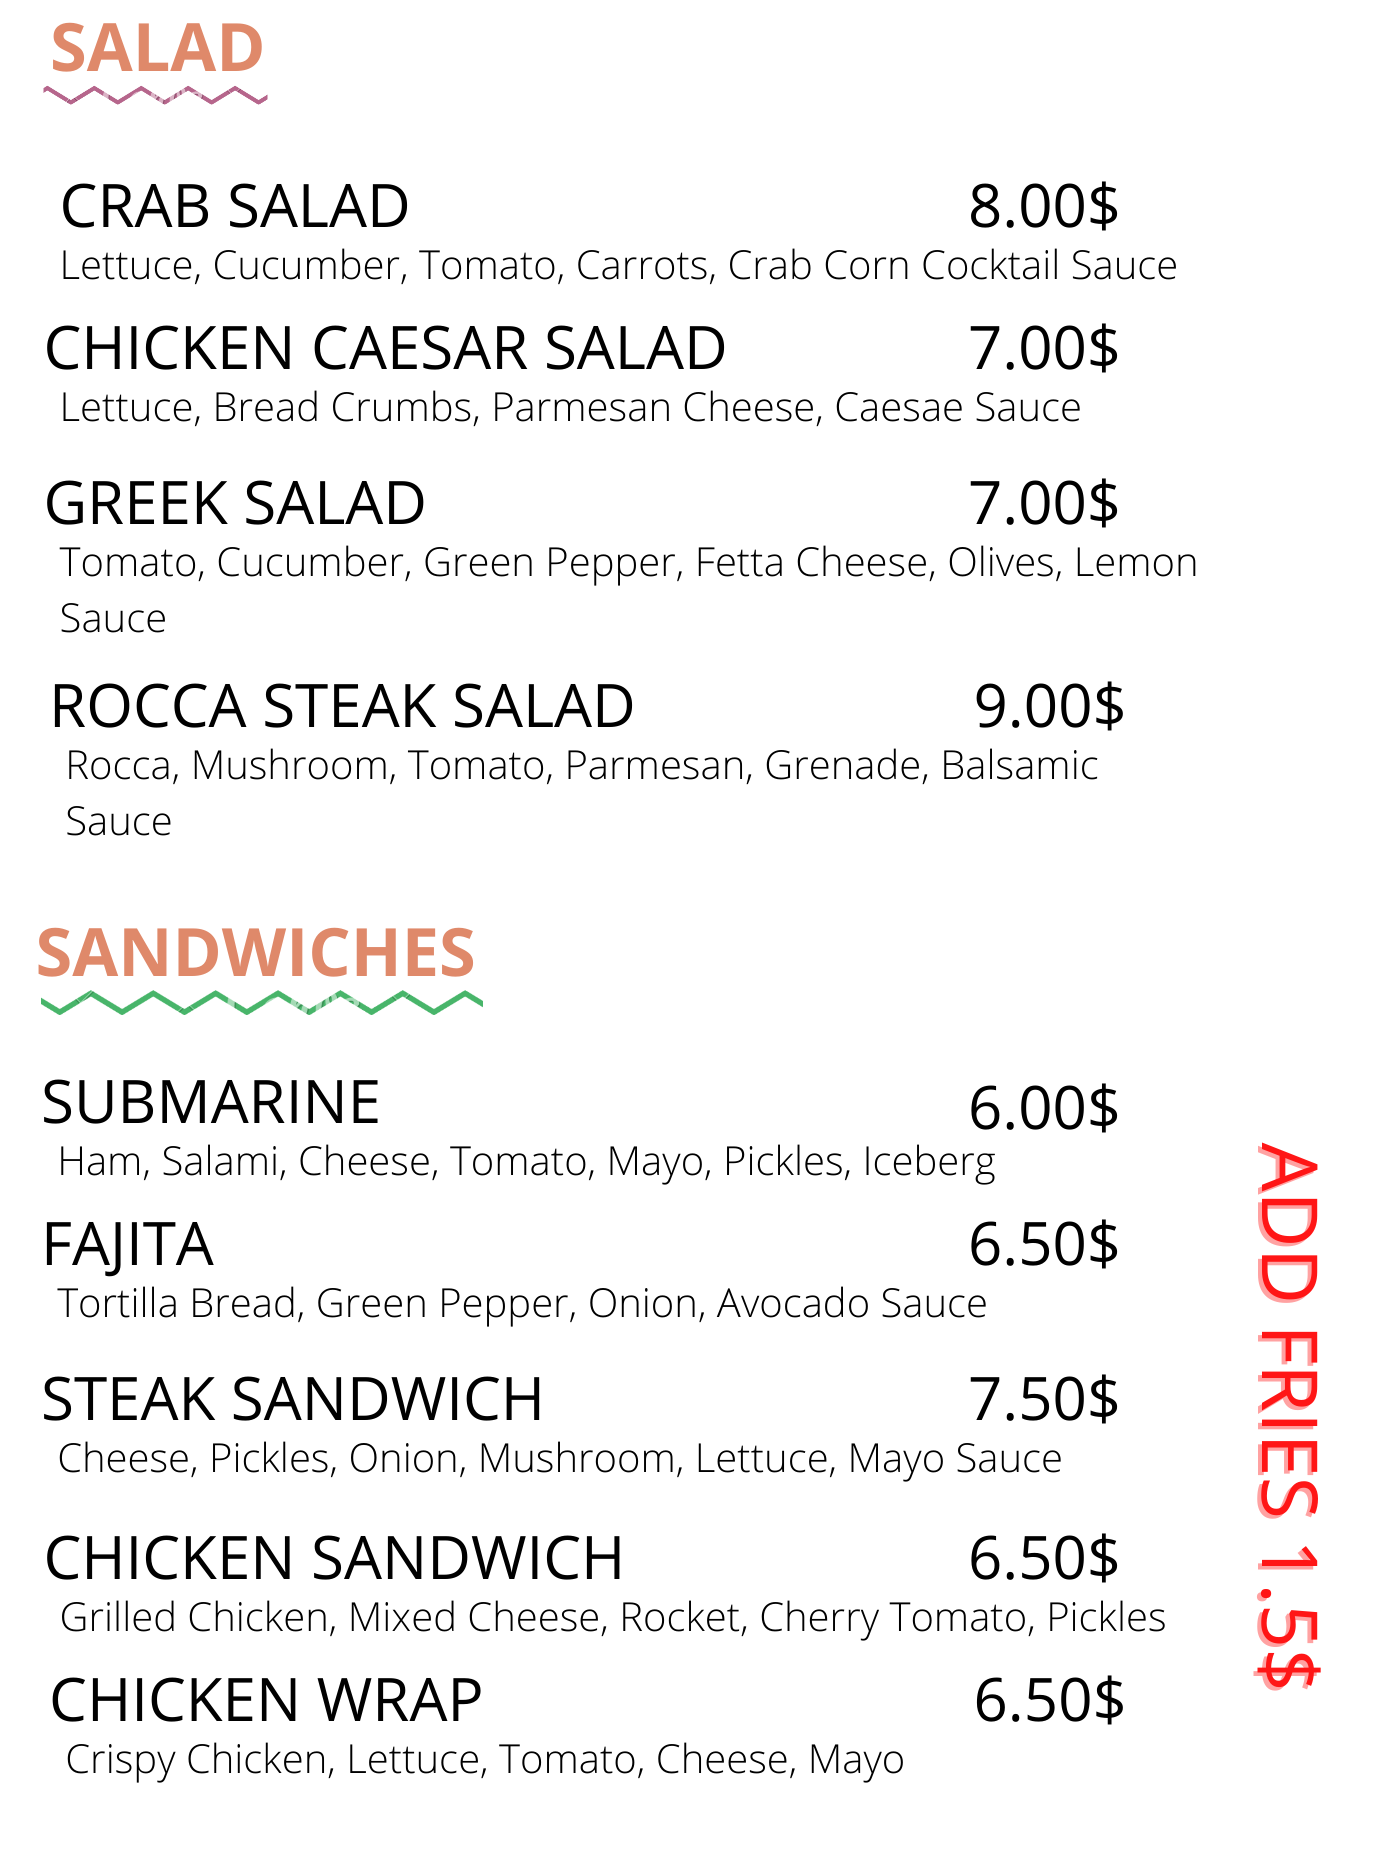 SALAD
CRAB SALAD 8.00$
Lettuce, Cucumber, Tomato, Carrots, Crab Corn Cocktail Sauce
CHICKEN CAESAR SALAD 7.00$
Lettuce, Bread Crumbs, Parmesan Cheese, Caesae Sauce
GREEK SALAD 7.00$
Tomato, Cucumber, Green Pepper, Fetta Cheese, Olives, Lemon
Sauce
ROCCA STEAK SALAD 9.00$
Rocca, Mushroom, Tomato, Parmesan, Grenade, Balsamic
Sauce
SANDWICHES
SUBMARINE 6.00$
Ham, Salami, Cheese, Tomato, Mayo, Pickles, Iceberg
FAJITA 6.50$
Tortilla Bread, Green Pepper, Onion, Avocado Sauce
STEAK SANDWICH 7.50$
Cheese, Pickles, Onion, Mushroom, Lettuce, Mayo Sauce
CHICKEN SANDWICH 6.50$
Grilled Chicken, Mixed Cheese, Rocket, Cherry Tomato, Pickles
CHICKEN WRAP 6.50$
Crispy Chicken, Lettuce, Tomato, Cheese, Mayo
ADD FRIES 1.5$